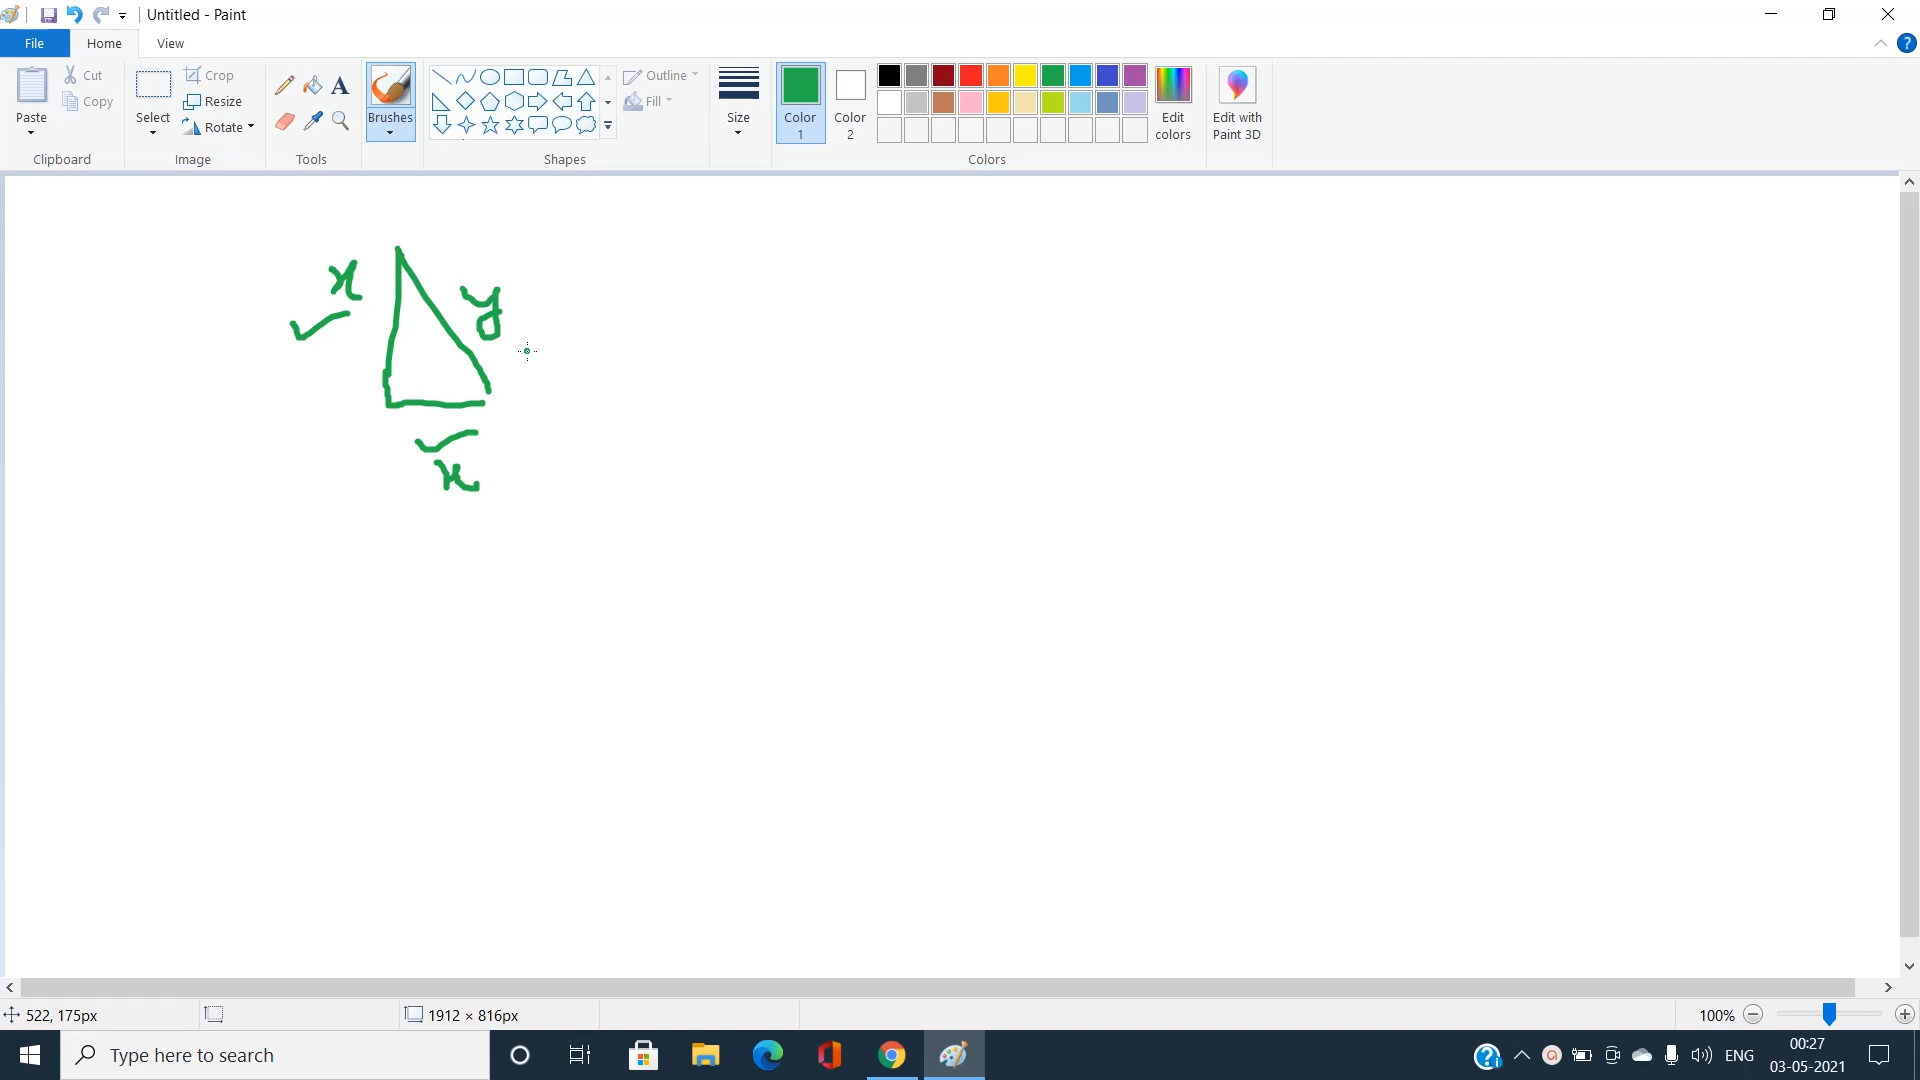 Untitled - Paint
File Home View
Paste
Cut
Copy
Clipboard
Select
Crop
Resize
Rotate
Image
Tools
Brushes
Outline
Fill
Shapes
Size
Color 1
Color 2
Edit colors
Colors
Edit with Paint 3D
x
y
x
522, 175px
1912 × 816px
100%
Type here to search
ENG
00:27
03-05-2021